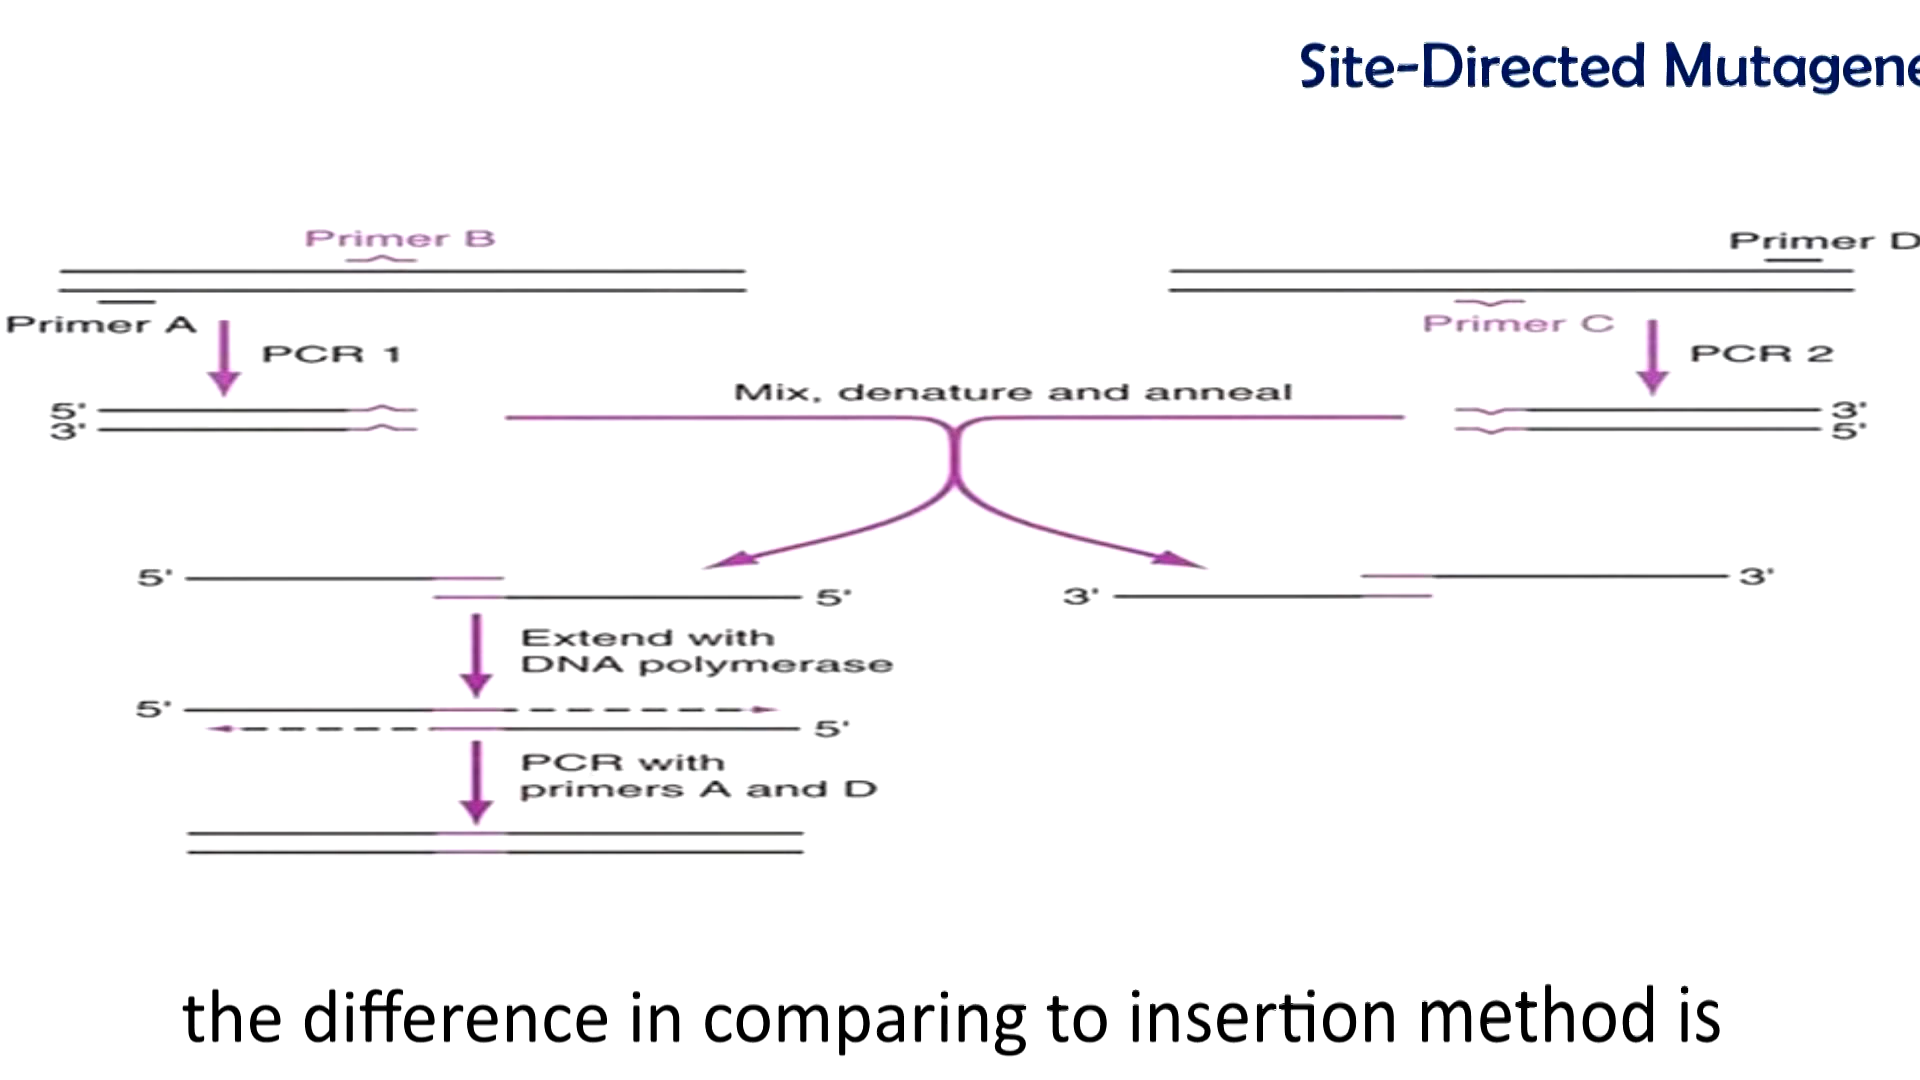 Site-Directed Mutagene
Primer B
Primer D
Primer A
PCR 1
Primer C
PCR 2
Mix, denature and anneal
5'
3'
3'
5'
5'
5'
3'
3'
Extend with
DNA polymerase
5'
5'
PCR with
primers A and D
the difference in comparing to insertion method is